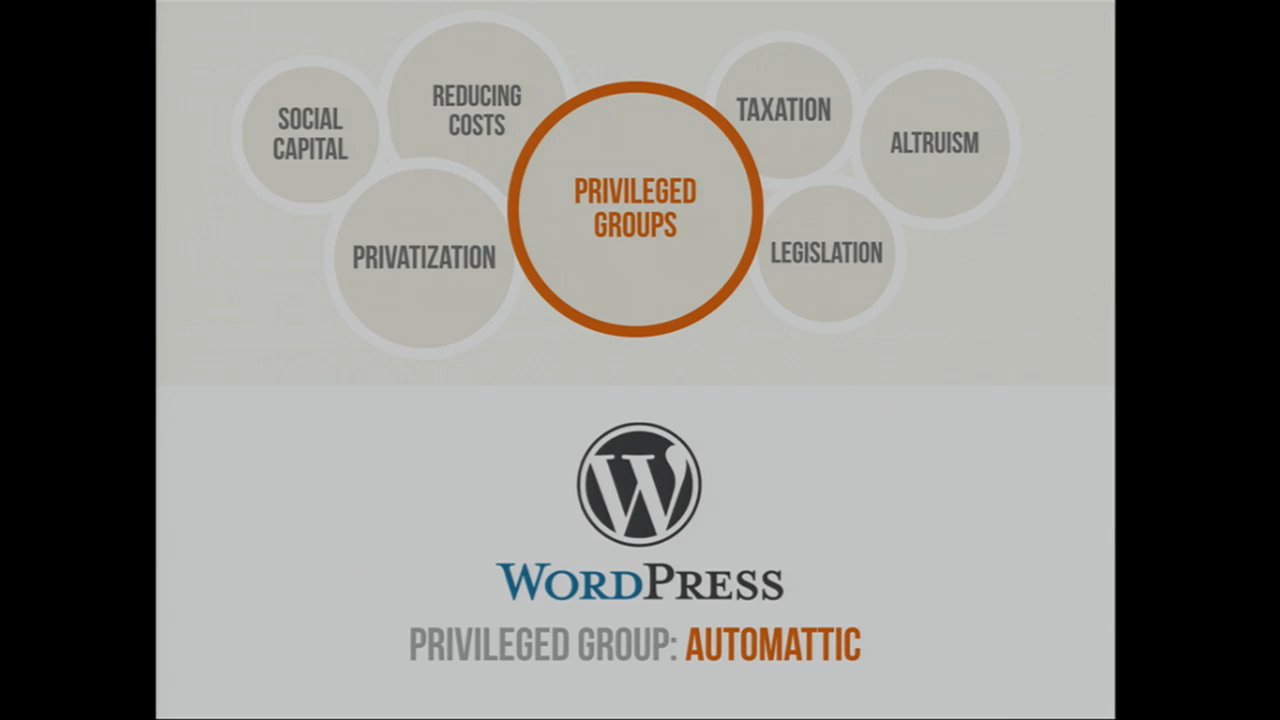 SOCIAL
CAPITAL
REDUCING
COSTS
PRIVATIZATION
PRIVILEGED
GROUPS
TAXATION
ALTRUISM
LEGISLATION
W
WORDPRESS
PRIVILEGED GROUP: AUTOMATTIC